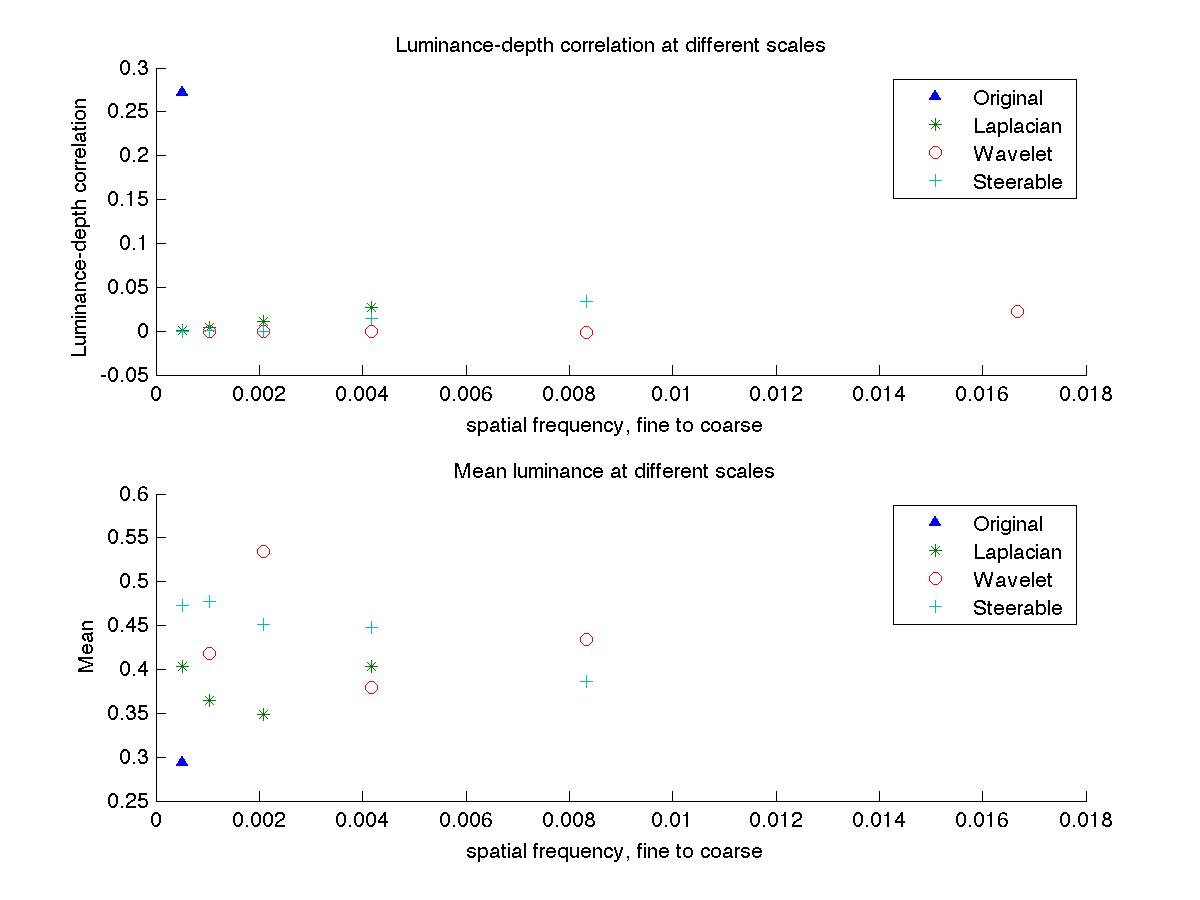 Luminance-depth correlation at different scales
0.3
0.25
0.2
0.15
0.1
0.05
0
-0.05
Luminance-depth correlation
0 0.002 0.004 0.006 0.008 0.01 0.012 0.014 0.016 0.018
spatial frequency, fine to coarse
Original
Laplacian
Wavelet
Steerable
Mean luminance at different scales
0.6
0.55
0.5
0.45
0.4
0.35
0.3
0.25
Mean
0 0.002 0.004 0.006 0.008 0.01 0.012 0.014 0.016 0.018
spatial frequency, fine to coarse
Original
Laplacian
Wavelet
Steerable